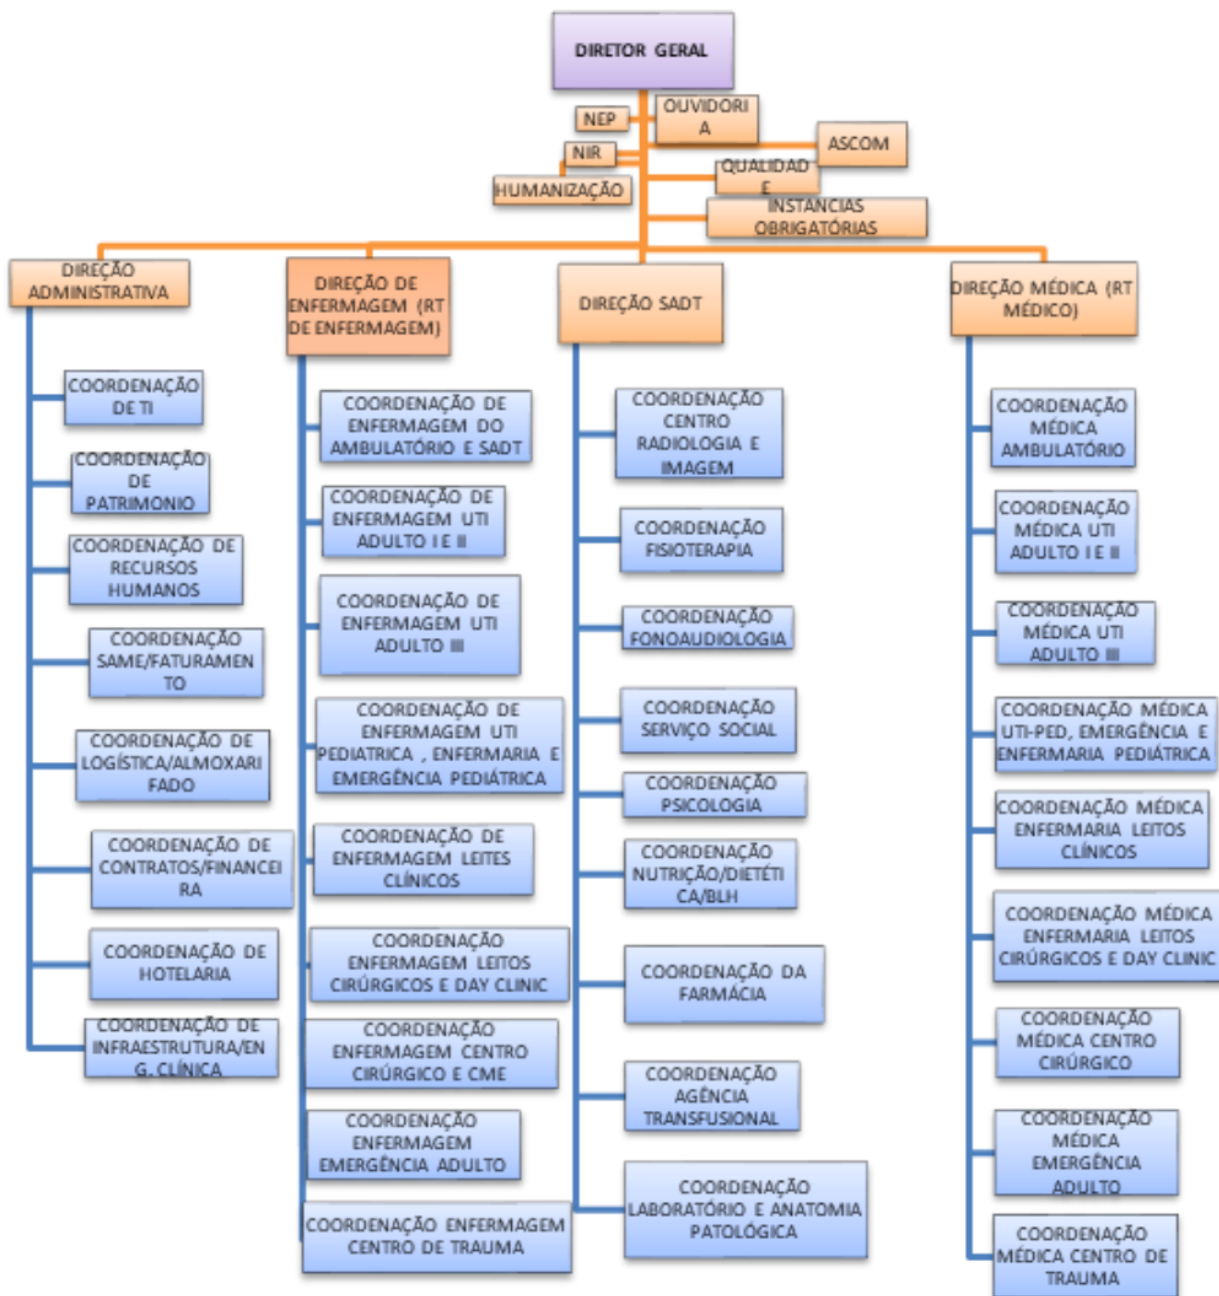 DIRETOR GERAL
NEP
OUVIDORI
A
ASCOM
NIR
QUALIDAD
E
HUMANIZAÇÃO
INSTANCIAS
OBRIGATÓRIAS
DIREÇÃO
ADMINISTRATIVA
COORDENAÇÃO
DE TI
COORDENAÇÃO
DE
PATRIMONIO
COORDENAÇÃO DE
RECURSOS
HUMANOS
COORDENAÇÃO
SAME/FATURAMEN
TO
COORDENAÇÃO DE
LOGÍSTICA/ALMOXARI
FADO
COORDENAÇÃO DE
CONTRATOS/FINANCEI
RA
COORDENAÇÃO DE
HOTELARIA
COORDENAÇÃO DE
INFRAESTRUTURA/EN
G. CLÍNICA
DIREÇÃO DE
ENFERMAGEM (RT
DE ENFERMAGEM)
COORDENAÇÃO DE
ENFERMAGEM DO
AMBULATÓRIO E SADT
COORDENAÇÃO DE
ENFERMAGEM UTI
ADULTO I E II
COORDENAÇÃO DE
ENFERMAGEM UTI
ADULTO III
COORDENAÇÃO DE
ENFERMAGEM UTI
PEDIATRICA , ENFERMARIA E
EMERGÊNCIA PEDIÁTRICA
COORDENAÇÃO DE
ENFERMAGEM LEITES
CLÍNICOS
COORDENAÇÃO
ENFERMAGEM LEITOS
CIRÚRGICOS E DAY CLINIC
COORDENAÇÃO
ENFERMAGEM CENTRO
CIRÚRGICO E CME
COORDENAÇÃO
ENFERMAGEM
EMERGÊNCIA ADULTO
COORDENAÇÃO ENFERMAGEM
CENTRO DE TRAUMA
DIREÇÃO SADT
COORDENAÇÃO
CENTRO
RADIOLOGIA E
IMAGEM
COORDENAÇÃO
FISIOTERAPIA
COORDENAÇÃO
FONOAUDIOLOGIA
COORDENAÇÃO
SERVIÇO SOCIAL
COORDENAÇÃO
PSICOLOGIA
COORDENAÇÃO
NUTRIÇÃO/DIETÉTI
CA/BLH
COORDENAÇÃO DA
FARMÁCIA
COORDENAÇÃO
AGÊNCIA
TRANSFUSIONAL
COORDENAÇÃO
LABORATÓRIO E ANATOMIA
PATOLÓGICA
DIREÇÃO MÉDICA (RT
MÉDICO)
COORDENAÇÃO
MÉDICA
AMBULATÓRIO
COORDENAÇÃO
MÉDICA UTI
ADULTO I E II
COORDENAÇÃO
MÉDICA UTI
ADULTO III
COORDENAÇÃO MÉDICA
UTI-PED, EMERGÊNCIA E
ENFERMARIA PEDIÁTRICA
COORDENAÇÃO MÉDICA
ENFERMARIA LEITOS
CLÍNICOS
COORDENAÇÃO MÉDICA
ENFERMARIA LEITOS
CIRÚRGICOS E DAY CLINIC
COORDENAÇÃO
MÉDICA CENTRO
CIRÚRGICO
COORDENAÇÃO
MÉDICA
EMERGÊNCIA
ADULTO
COORDENAÇÃO
MÉDICA CENTRO DE
TRAUMA